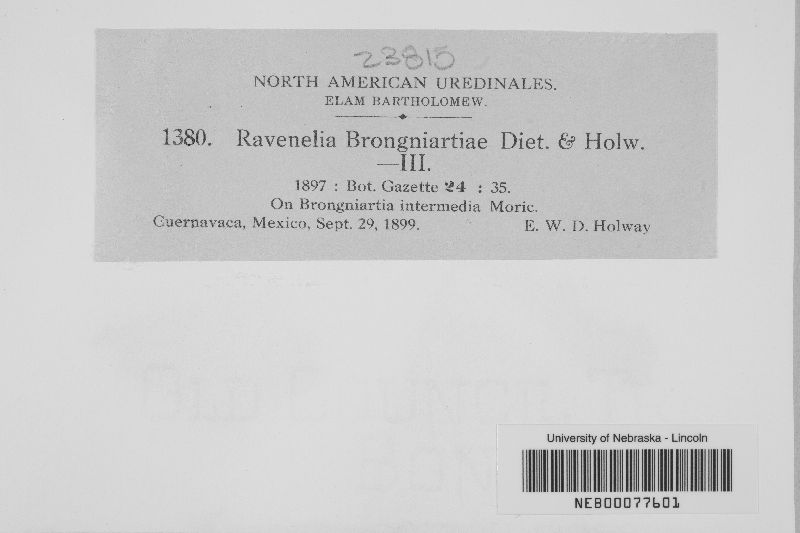 23815
NORTH AMERICAN UREDINALES.
ELAM BARTHOLOMEW.
1380. Ravenelia Brongniartiae Diet. & Holw.
—III.
1897 : Bot. Gazette 24 : 35.
On Brongniartia intermedia Moric.
Cuernavaca, Mexico, Sept. 29, 1899. E. W. D. Holway
University of Nebraska - Lincoln
NEB00077601